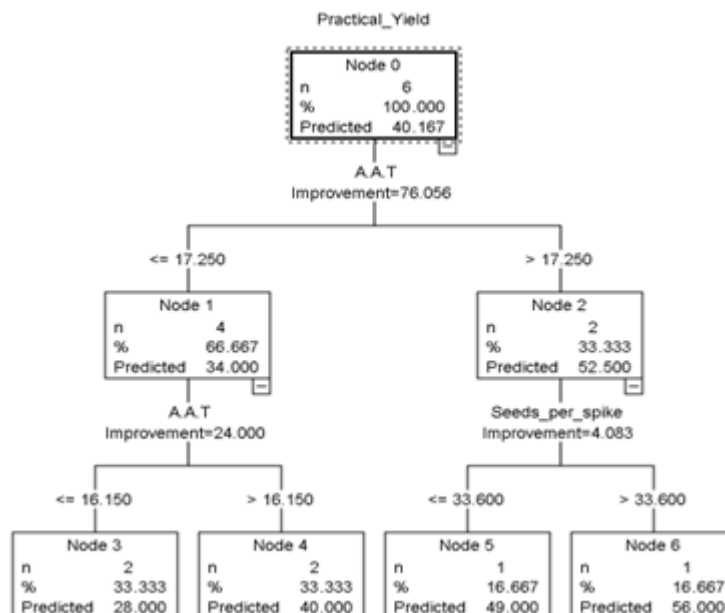 Practical_Yield
Node 0
n 6
% 100.000
Predicted 40.167
A.A.T
Improvement=76.056
<= 17.250
> 17.250
Node 1
n 4
% 66.667
Predicted 34.000
Node 2
n 2
% 33.333
Predicted 52.500
A.A.T
Improvement=24.000
Seeds_per_spike
Improvement=4.083
<= 16.150
> 16.150
<= 33.600
> 33.600
Node 3
n 2
% 33.333
Predicted 28.000
Node 4
n 2
% 33.333
Predicted 40.000
Node 5
n 1
% 16.667
Predicted 49.000
Node 6
n 1
% 16.667
Predicted 56.000